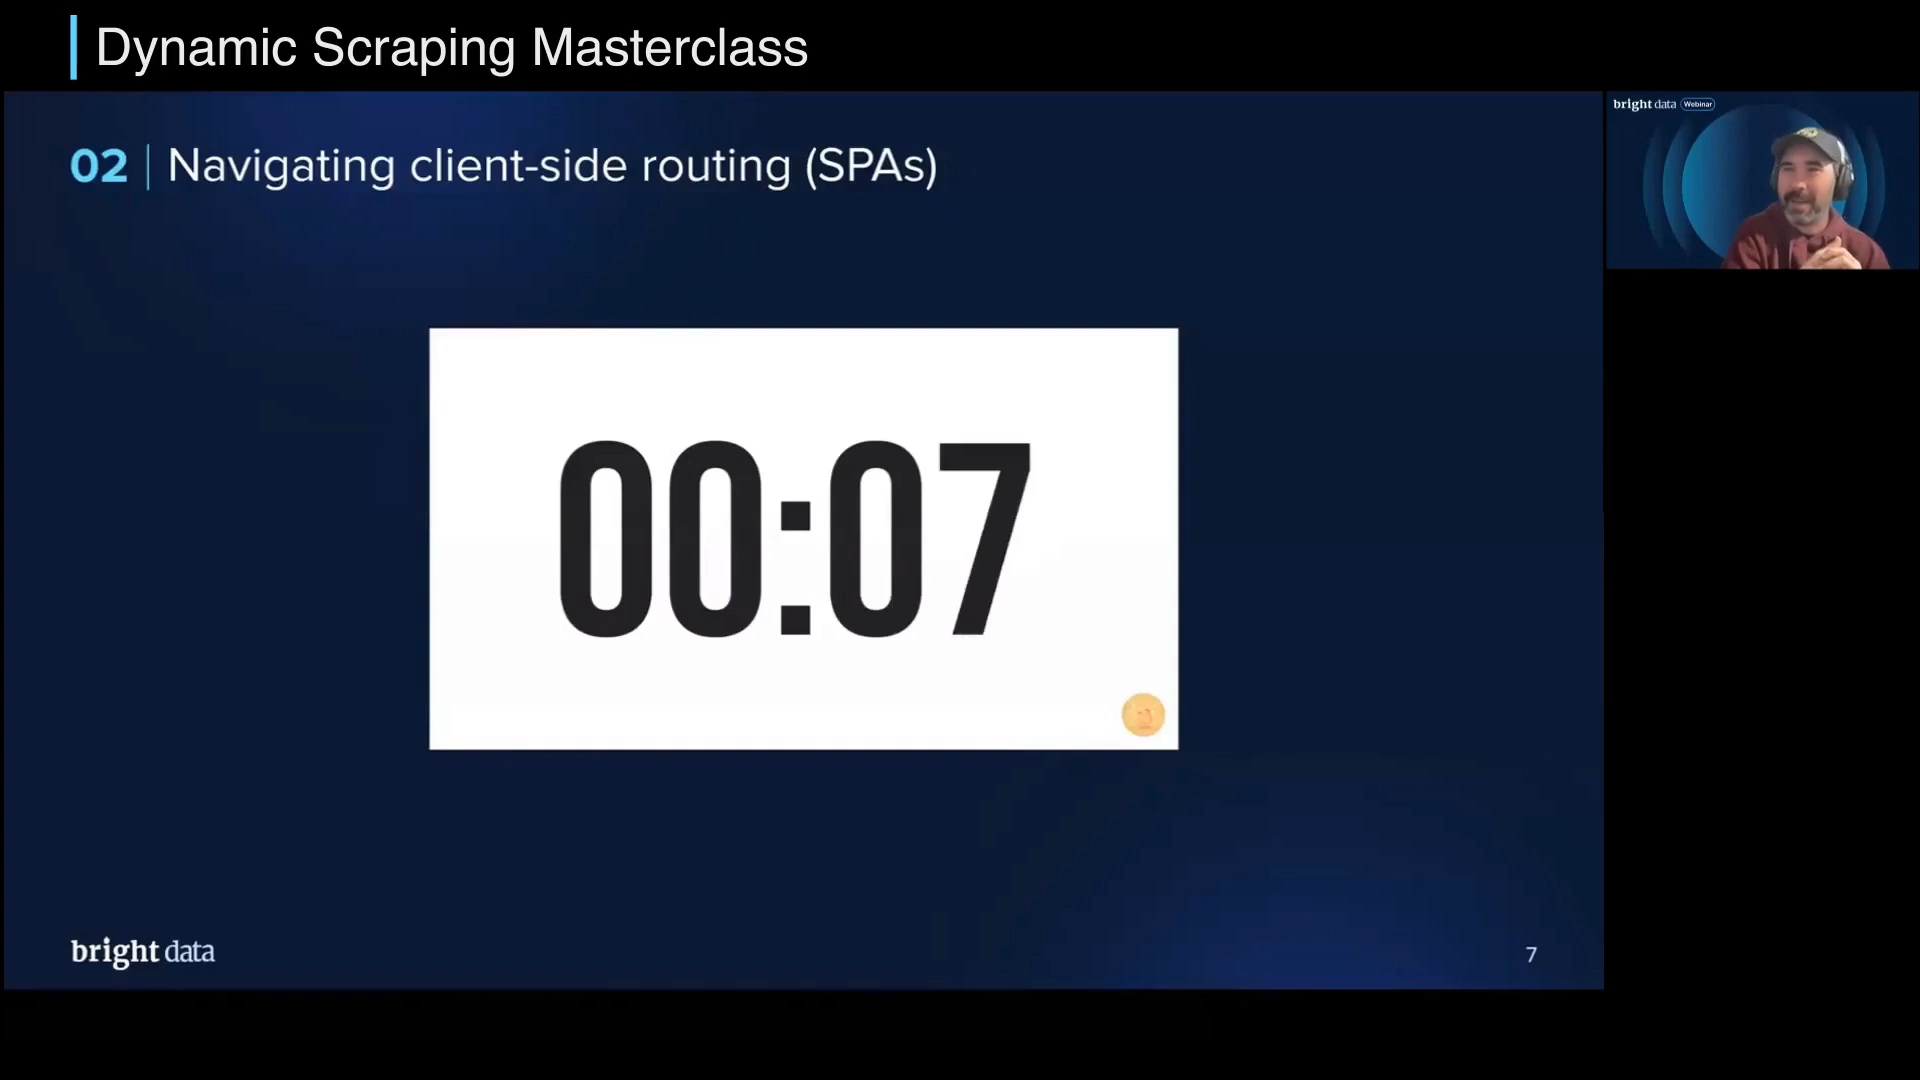 Dynamic Scraping Masterclass
02 | Navigating client-side routing (SPAs)
bright data Webinar
00:07
bright data
7